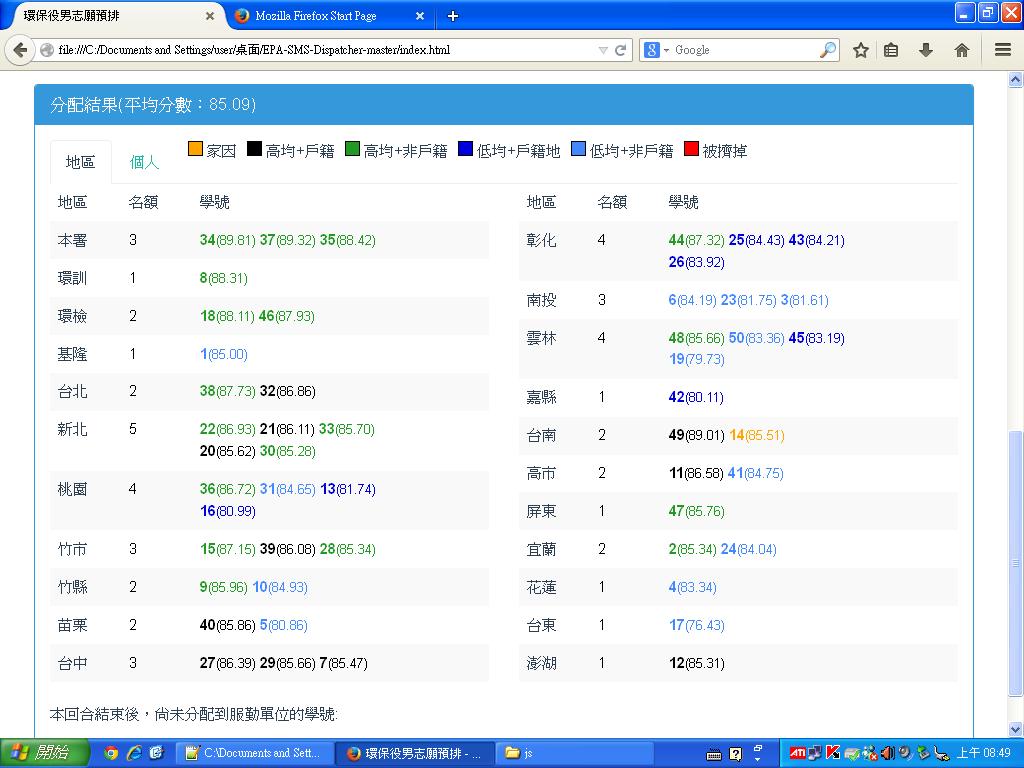 環保役男志願預排
Mozilla Firefox Start Page
file:///C:/Documents and Settings/user/桌面/EPA-SMS-Dispatcher-master/index.html
Google
分配結果(平均分數：85.09)
地區 個人 家因 高均+戶籍 高均+非戶籍 低均+戶籍地 低均+非戶籍 被擠掉
地區 名額 學號
本署 3 34(89.81) 37(89.32) 35(88.42)
環訓 1 8(88.31)
環檢 2 18(88.11) 46(87.93)
基隆 1 1(85.00)
台北 2 38(87.73) 32(86.86)
新北 5 22(86.93) 21(86.11) 33(85.70)
20(85.62) 30(85.28)
桃園 4 36(86.72) 31(84.65) 13(81.74)
16(80.99)
竹市 3 15(87.15) 39(86.08) 28(85.34)
竹縣 2 9(85.96) 10(84.93)
苗栗 2 40(85.86) 5(80.86)
台中 3 27(86.39) 29(85.66) 7(85.47)
地區 名額 學號
彰化 4 44(87.32) 25(84.43) 43(84.21)
26(83.92)
南投 3 6(84.19) 23(81.75) 3(81.61)
雲林 4 48(85.66) 50(83.36) 45(83.19)
19(79.73)
嘉縣 1 42(80.11)
台南 2 49(89.01) 14(85.51)
高市 2 11(86.58) 41(84.75)
屏東 1 47(85.76)
宜蘭 2 2(85.34) 24(84.04)
花蓮 1 4(83.34)
台東 1 17(76.43)
澎湖 1 12(85.31)
本回合結束後，尚未分配到服勤單位的學號:
開始
C:\Documents and Sett...
環保役男志願預排 - ...
js
上午 08:49